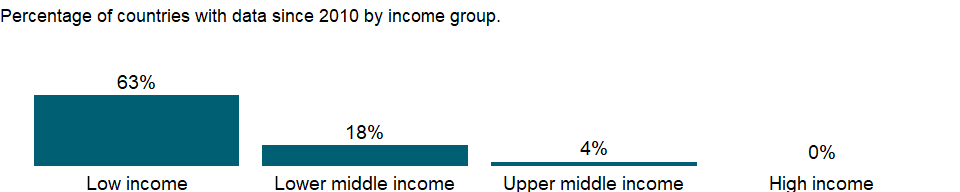 Percentage of countries with data since 2010 by income group.
63%
18%
4%
0%
Low income
Lower middle income
Upper middle income
High income